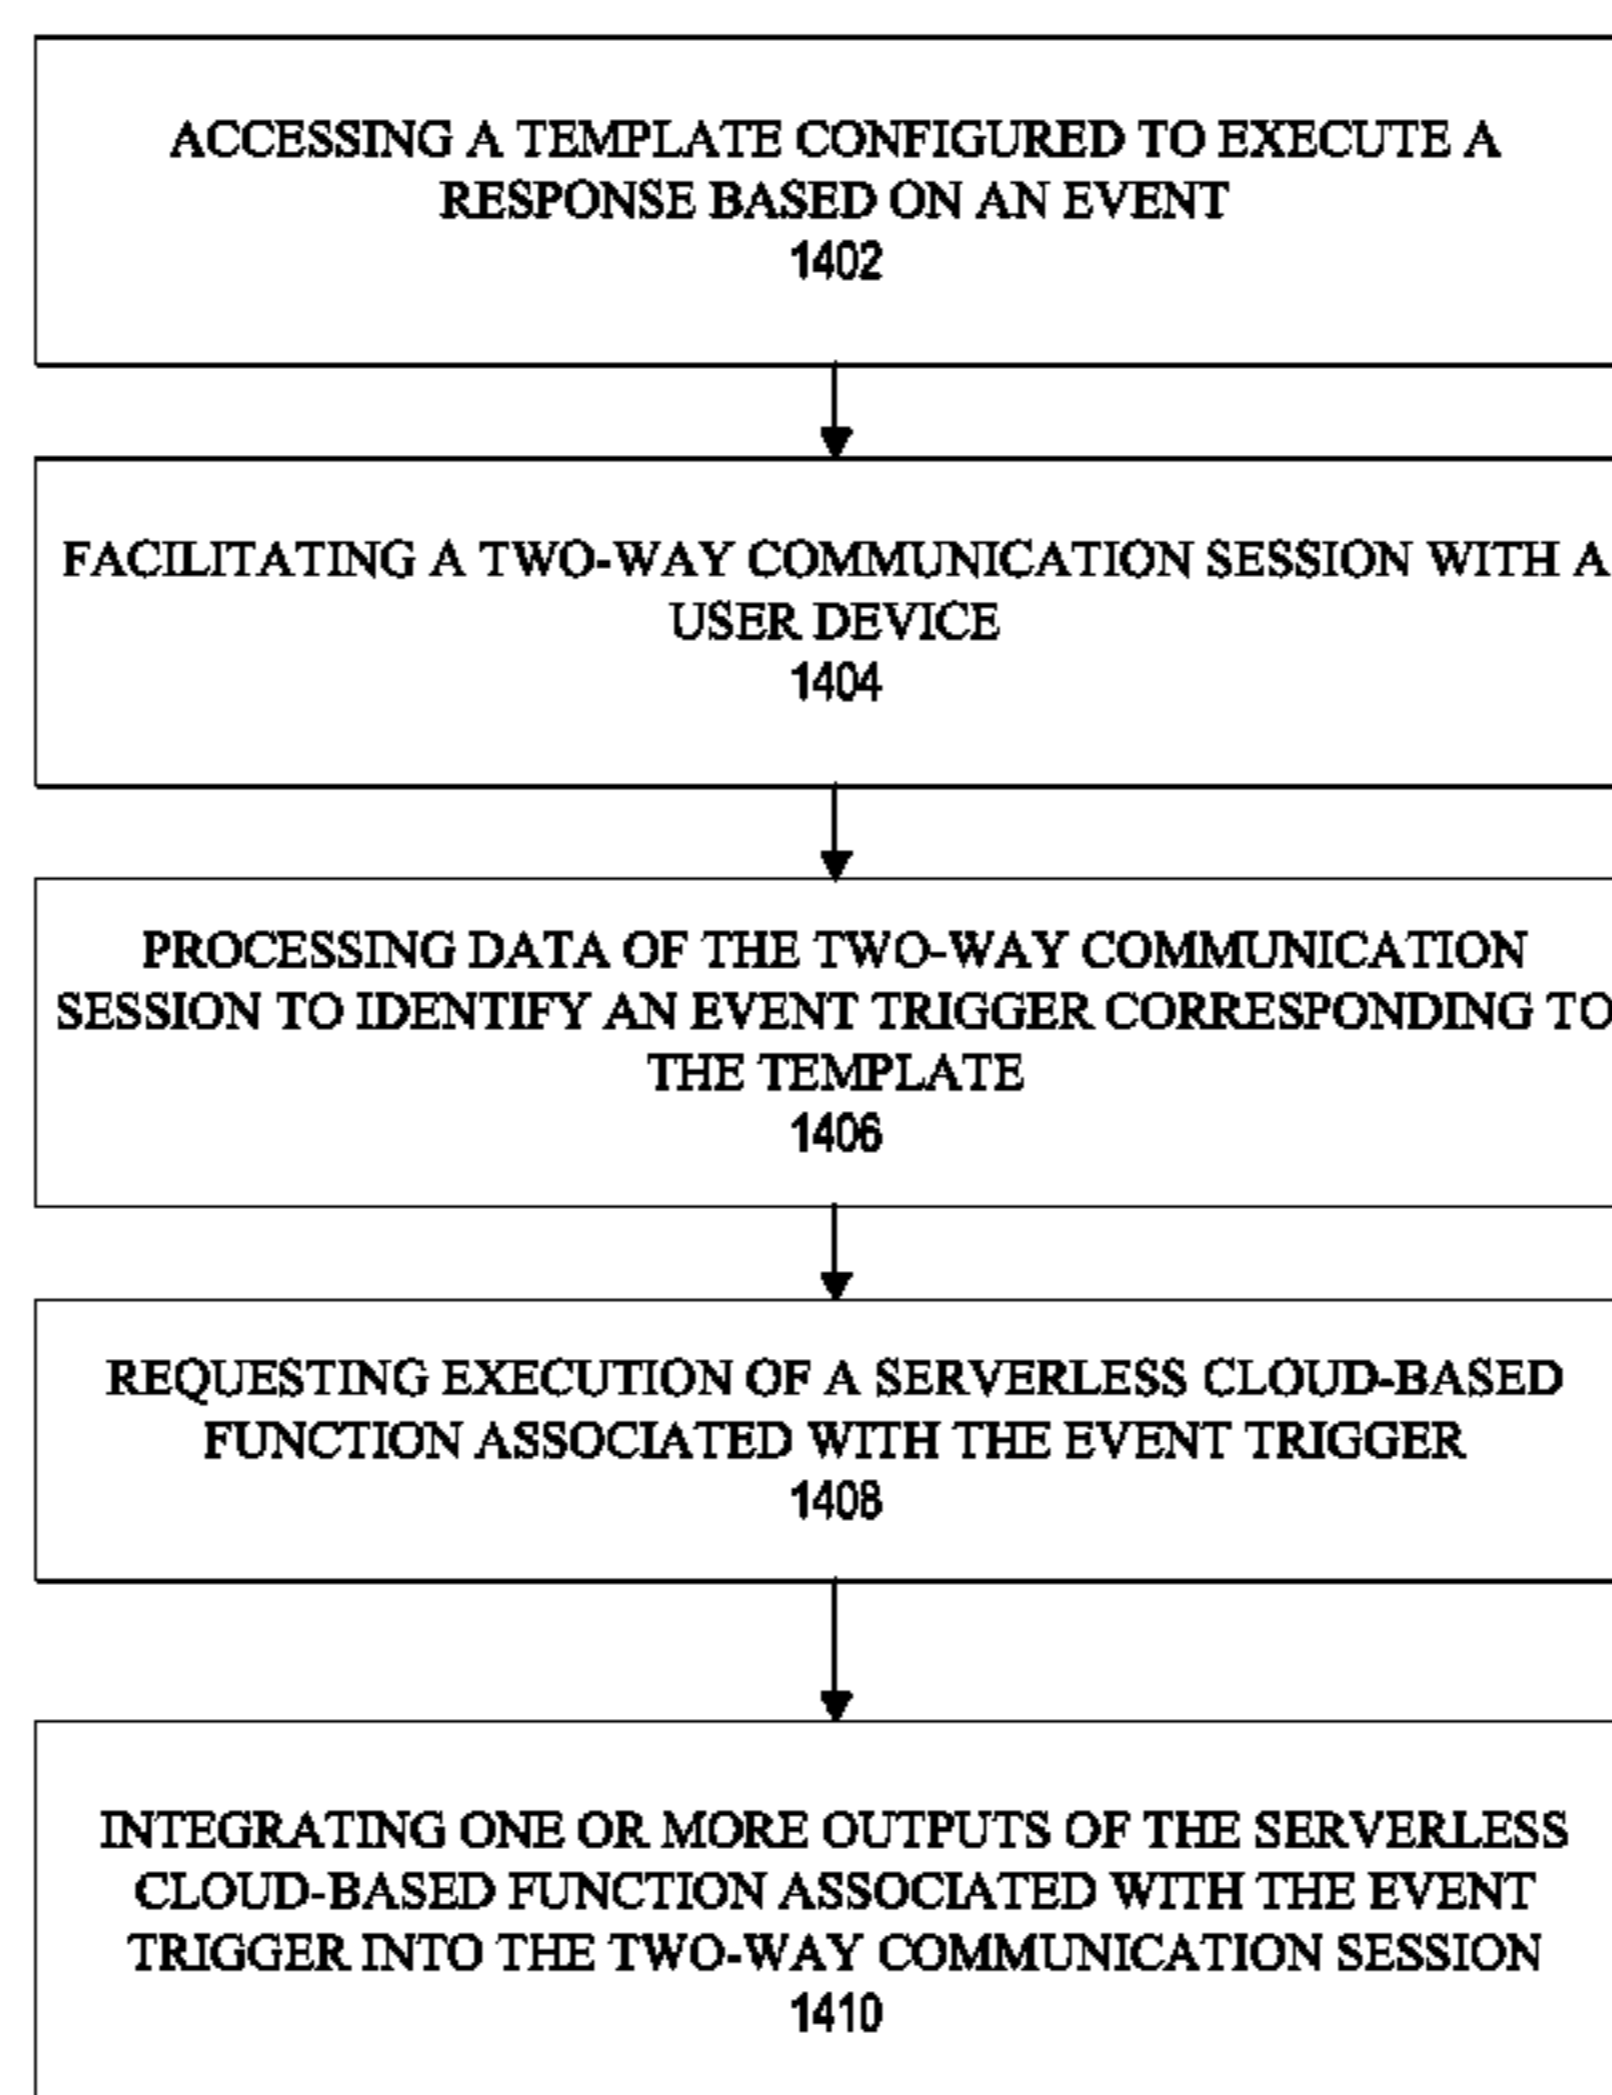 ACCESSING A TEMPLATE CONFIGURED TO EXECUTE A
RESPONSE BASED ON AN EVENT
1402
FACILITATING A TWO-WAY COMMUNICATION SESSION WITH A
USER DEVICE
1404
PROCESSING DATA OF THE TWO-WAY COMMUNICATION
SESSION TO IDENTIFY AN EVENT TRIGGER CORRESPONDING TO
THE TEMPLATE
1406
REQUESTING EXECUTION OF A SERVERLESS CLOUD-BASED
FUNCTION ASSOCIATED WITH THE EVENT TRIGGER
1408
INTEGRATING ONE OR MORE OUTPUTS OF THE SERVERLESS
CLOUD-BASED FUNCTION ASSOCIATED WITH THE EVENT
TRIGGER INTO THE TWO-WAY COMMUNICATION SESSION
1410